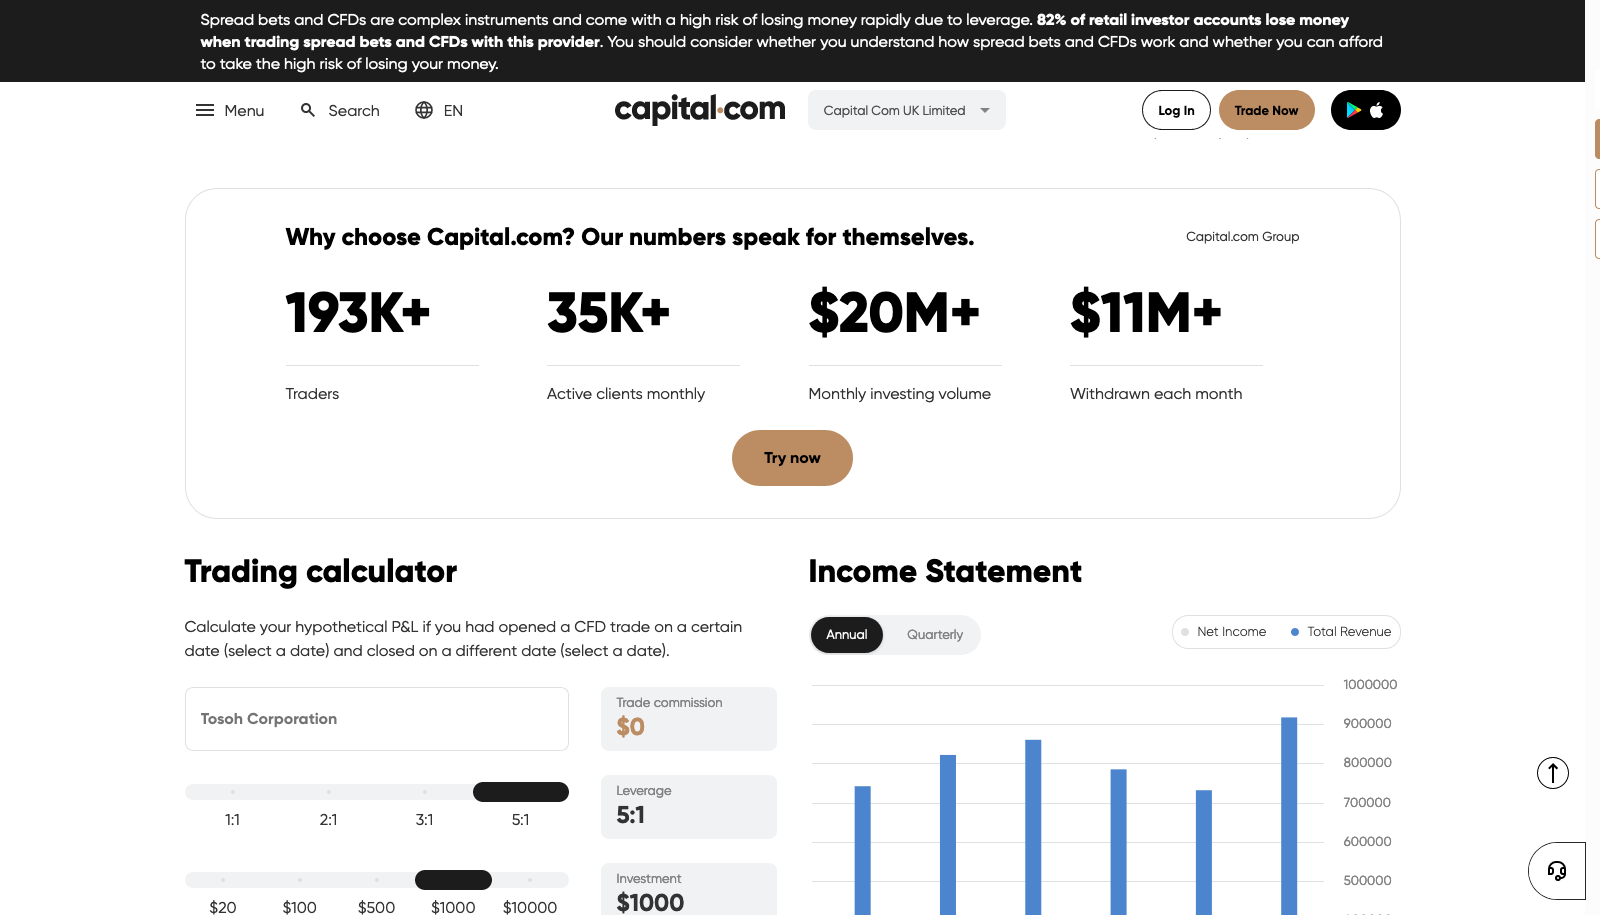 Spread bets and CFDs are complex instruments and come with a high risk of losing money rapidly due to leverage. 82% of retail investor accounts lose money
when trading spread bets and CFDs with this provider. You should consider whether you understand how spread bets and CFDs work and whether you can afford
to take the high risk of losing your money.
Menu
Search
EN
capital.com
Capital Com UK Limited
Log In
Trade Now
Why choose Capital.com? Our numbers speak for themselves.
Capital.com Group
193K+
35K+
$20M+
$11M+
Traders
Active clients monthly
Monthly investing volume
Withdrawn each month
Try now
Trading calculator
Calculate your hypothetical P&L if you had opened a CFD trade on a certain
date (select a date) and closed on a different date (select a date).
Tosoh Corporation
Trade commission
$0
1:1
2:1
3:1
5:1
Leverage
5:1
$20
$100
$500
$1000
$10000
Investment
$1000
Income Statement
Annual
Quarterly
Net Income
Total Revenue
1000000
900000
800000
700000
600000
500000